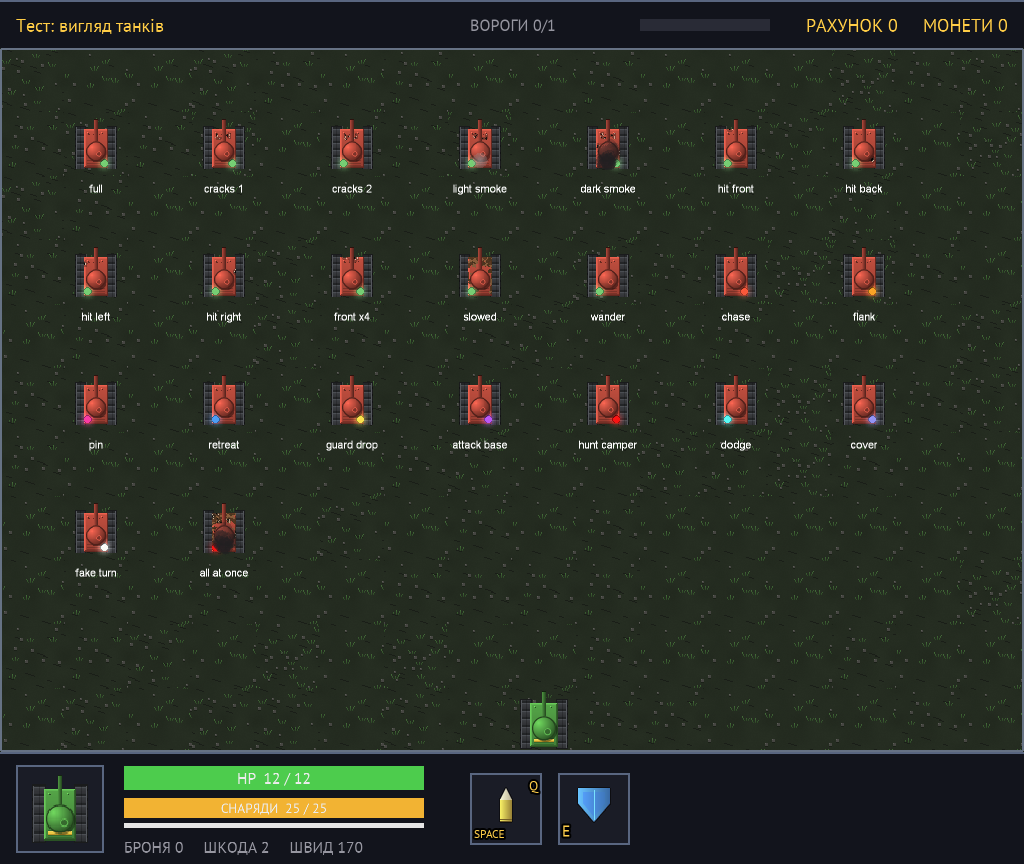 Тест: вигляд танків ВОРОГИ 0/1 РАХУНОК 0 МОНЕТИ 0
full cracks 1 cracks 2 light smoke dark smoke hit front hit back
hit left hit right front x4 slowed wander chase flank
pin retreat guard drop attack base hunt camper dodge cover
fake turn all at once
HP 12 / 12
СНАРЯДИ 25 / 25
БРОНЯ 0 ШКОДА 2 ШВИД 170
Q
SPACE
E